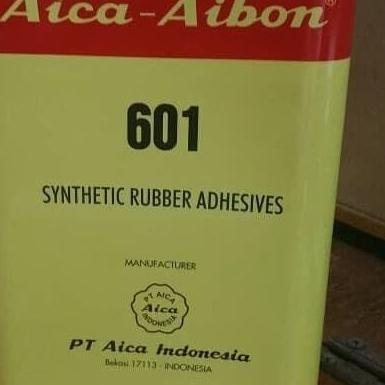 Aica-Aibon®
601
SYNTHETIC RUBBER ADHESIVES
MANUFACTURER
PT AICA
Aica
INDONESIA
PT Aica Indonesia
Bekasi 17113 - INDONESIA